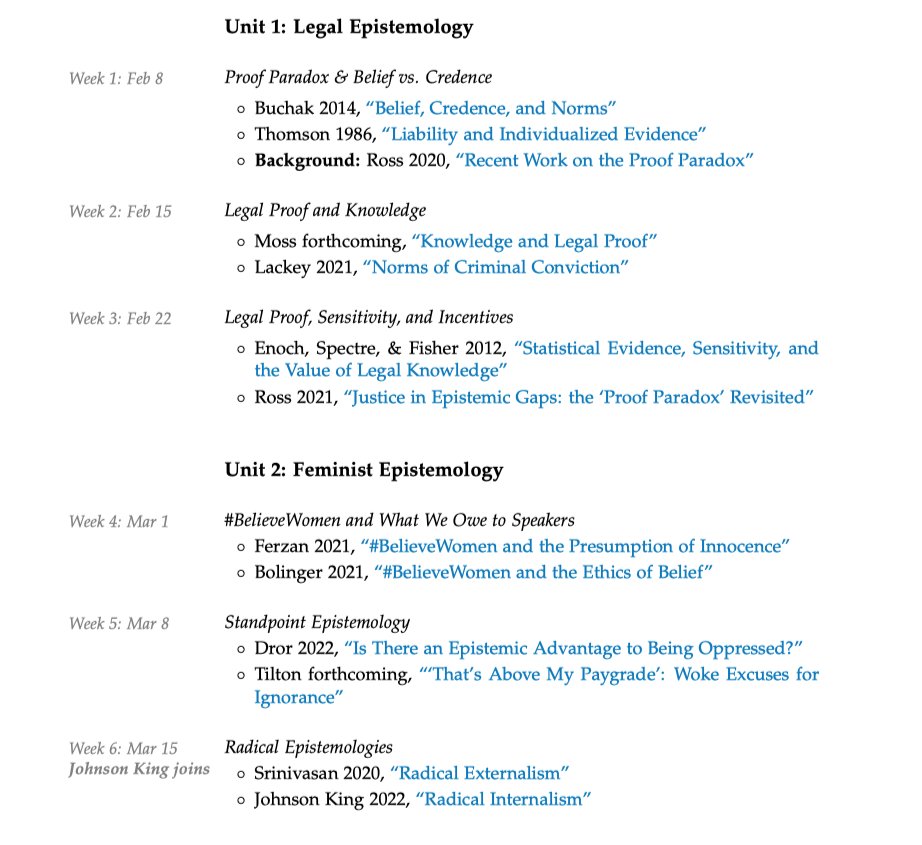 Unit 1: Legal Epistemology
Week 1: Feb 8
Proof Paradox & Belief vs. Credence
Buchak 2014, “Belief, Credence, and Norms”
Thomson 1986, “Liability and Individualized Evidence”
Background: Ross 2020, “Recent Work on the Proof Paradox”
Week 2: Feb 15
Legal Proof and Knowledge
Moss forthcoming, “Knowledge and Legal Proof”
Lackey 2021, “Norms of Criminal Conviction”
Week 3: Feb 22
Legal Proof, Sensitivity, and Incentives
Enoch, Spectre, & Fisher 2012, “Statistical Evidence, Sensitivity, and
the Value of Legal Knowledge”
Ross 2021, “Justice in Epistemic Gaps: the ‘Proof Paradox’ Revisited”
Unit 2: Feminist Epistemology
Week 4: Mar 1
#BelieveWomen and What We Owe to Speakers
Ferzan 2021, “#BelieveWomen and the Presumption of Innocence”
Bolinger 2021, “#BelieveWomen and the Ethics of Belief”
Week 5: Mar 8
Standpoint Epistemology
Dror 2022, “Is There an Epistemic Advantage to Being Oppressed?”
Tilton forthcoming, “‘That’s Above My Paygrade’: Woke Excuses for
Ignorance”
Week 6: Mar 15
Johnson King joins
Radical Epistemologies
Srinivasan 2020, “Radical Externalism”
Johnson King 2022, “Radical Internalism”